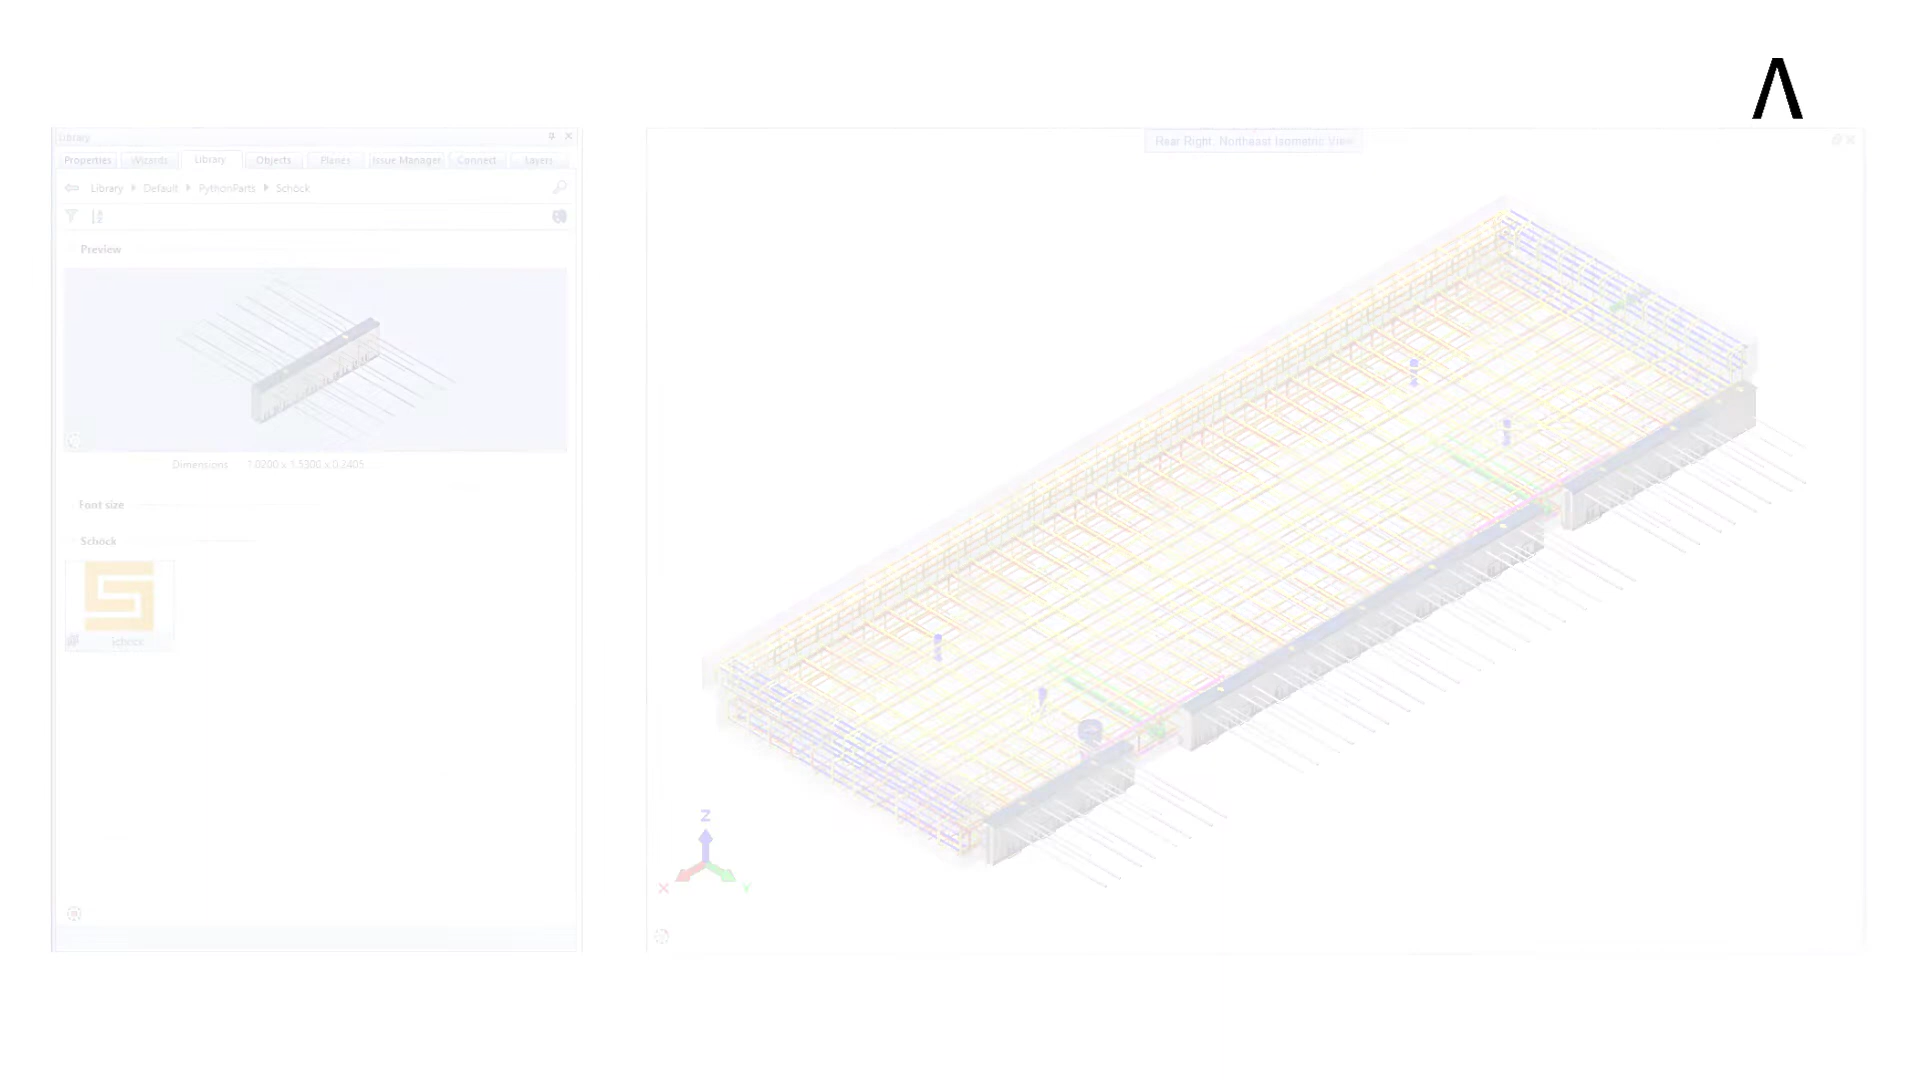 Λ
Library
Properties Wizards Library Objects Planes Issue Manager Connect Layers
Library Default PythonParts Schöck
Preview
Dimensions 1.0200 x 1.5300 x 0.2405
Font size
Schöck
Schöck
Rear Right, Northeast Isometric View
Z
X
Y